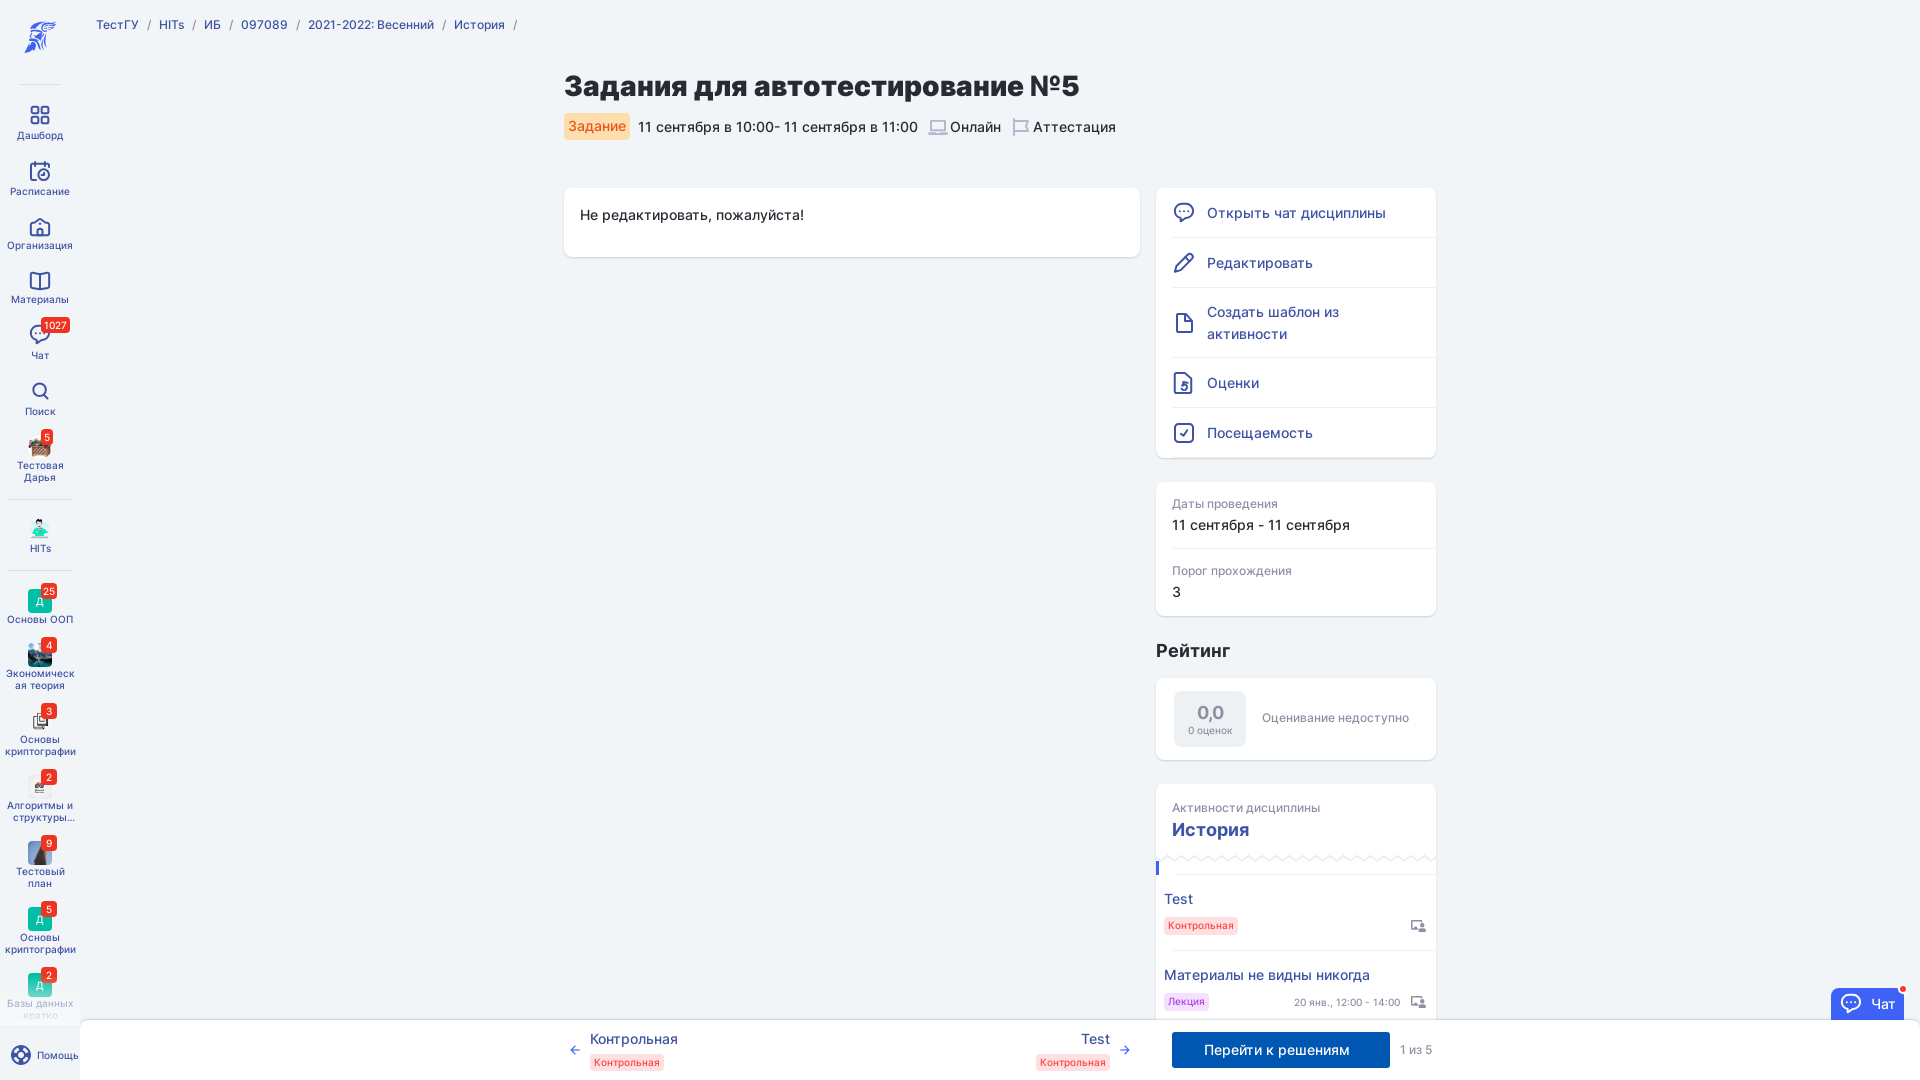 ТестГУ / HITs / ИБ / 097089 / 2021-2022: Весенний / История /
Дашборд
Расписание
Организация
Материалы
1027
Чат
Поиск
5
Тестовая
Дарья
HITs
25
Д
Основы ООП
4
Экономическ
ая теория
3
Основы
криптографии
2
Алгоритмы и
структуры...
9
Тестовый
план
5
Д
Основы
криптографии
2
Д
Базы данных
кратко
Помощь
Задания для автотестирование №5
Задание 11 сентября в 10:00- 11 сентября в 11:00 Онлайн Аттестация
Не редактировать, пожалуйста!
Открыть чат дисциплины
Редактировать
Создать шаблон из
активности
Оценки
Посещаемость
Даты проведения
11 сентября - 11 сентября
Порог прохождения
3
Рейтинг
0,0
0 оценок
Оценивание недоступно
Активности дисциплины
История
Test
Контрольная
Материалы не видны никогда
Лекция 20 янв., 12:00 - 14:00
Чат
Контрольная
Контрольная
Test
Контрольная
Перейти к решениям
1 из 5